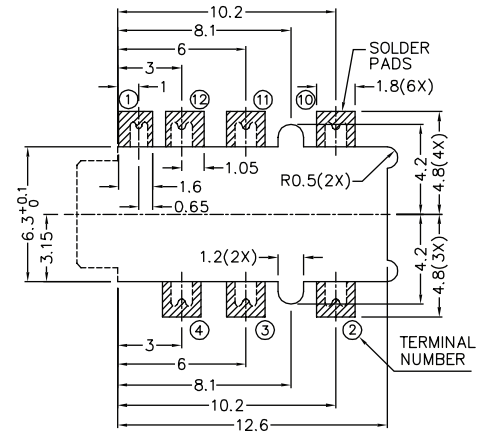 10.2
8.1
6
3
1
SOLDER
PADS
1.8(6X)
① ⑫ ⑪ ⑩
1.05
R0.5(2X)
4.2
4.8(4X)
1.6
0.65
6.3+0.1 0
3.15
1.2(2X)
4.2
4.8(3X)
④ ③ ②
TERMINAL
NUMBER
3
6
8.1
10.2
12.6